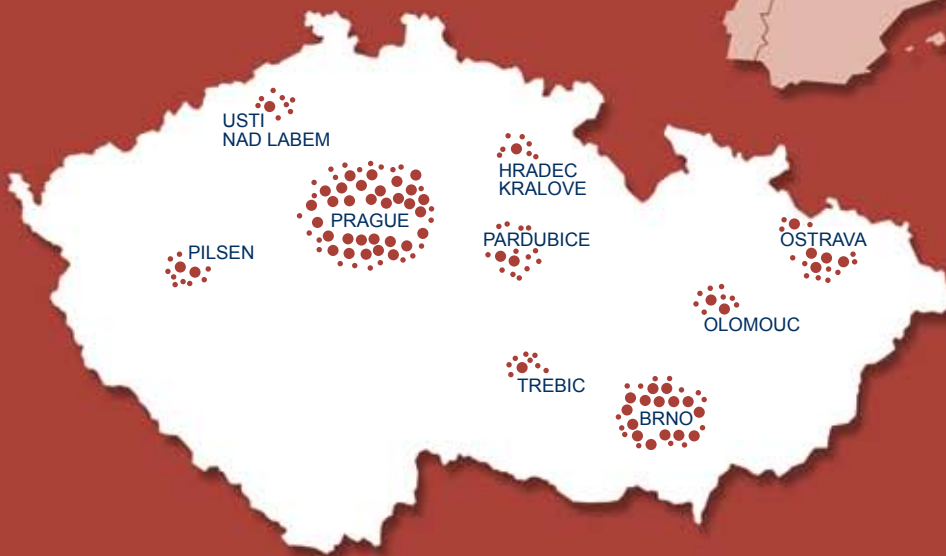 USTI
NAD LABEM
HRADEC
KRALOVE
PRAGUE
PARDUBICE
OSTRAVA
PILSEN
OLOMOUC
TREBIC
BRNO